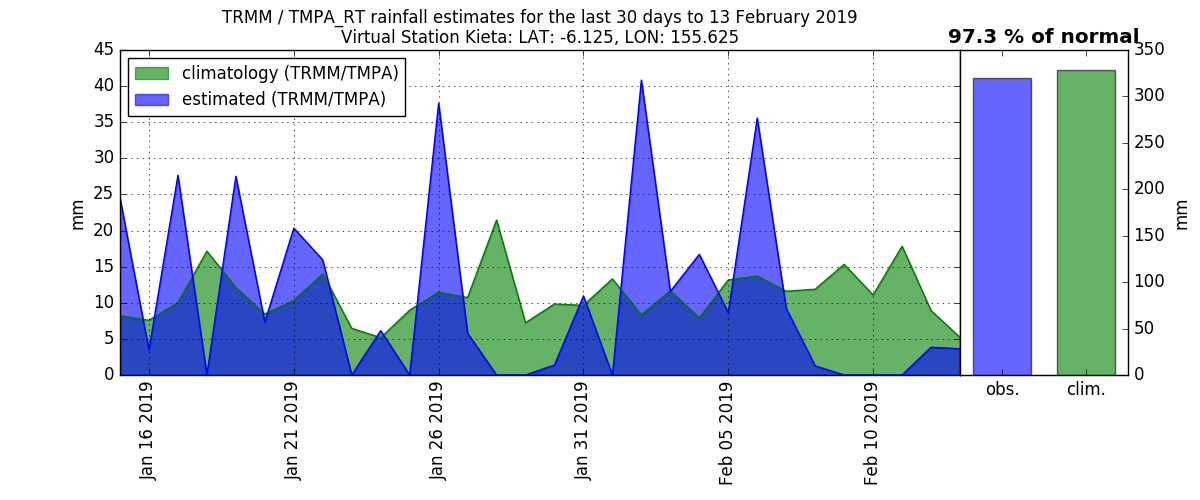 TRMM / TMPA_RT rainfall estimates for the last 30 days to 13 February 2019
Virtual Station Kieta: LAT: -6.125, LON: 155.625
97.3 % of normal
climatology (TRMM/TMPA)
estimated (TRMM/TMPA)
45
40
35
30
25
20
15
10
5
0
mm
Jan 16 2019
Jan 21 2019
Jan 26 2019
Jan 31 2019
Feb 05 2019
Feb 10 2019
350
300
250
200
150
100
50
0
mm
obs.
clim.